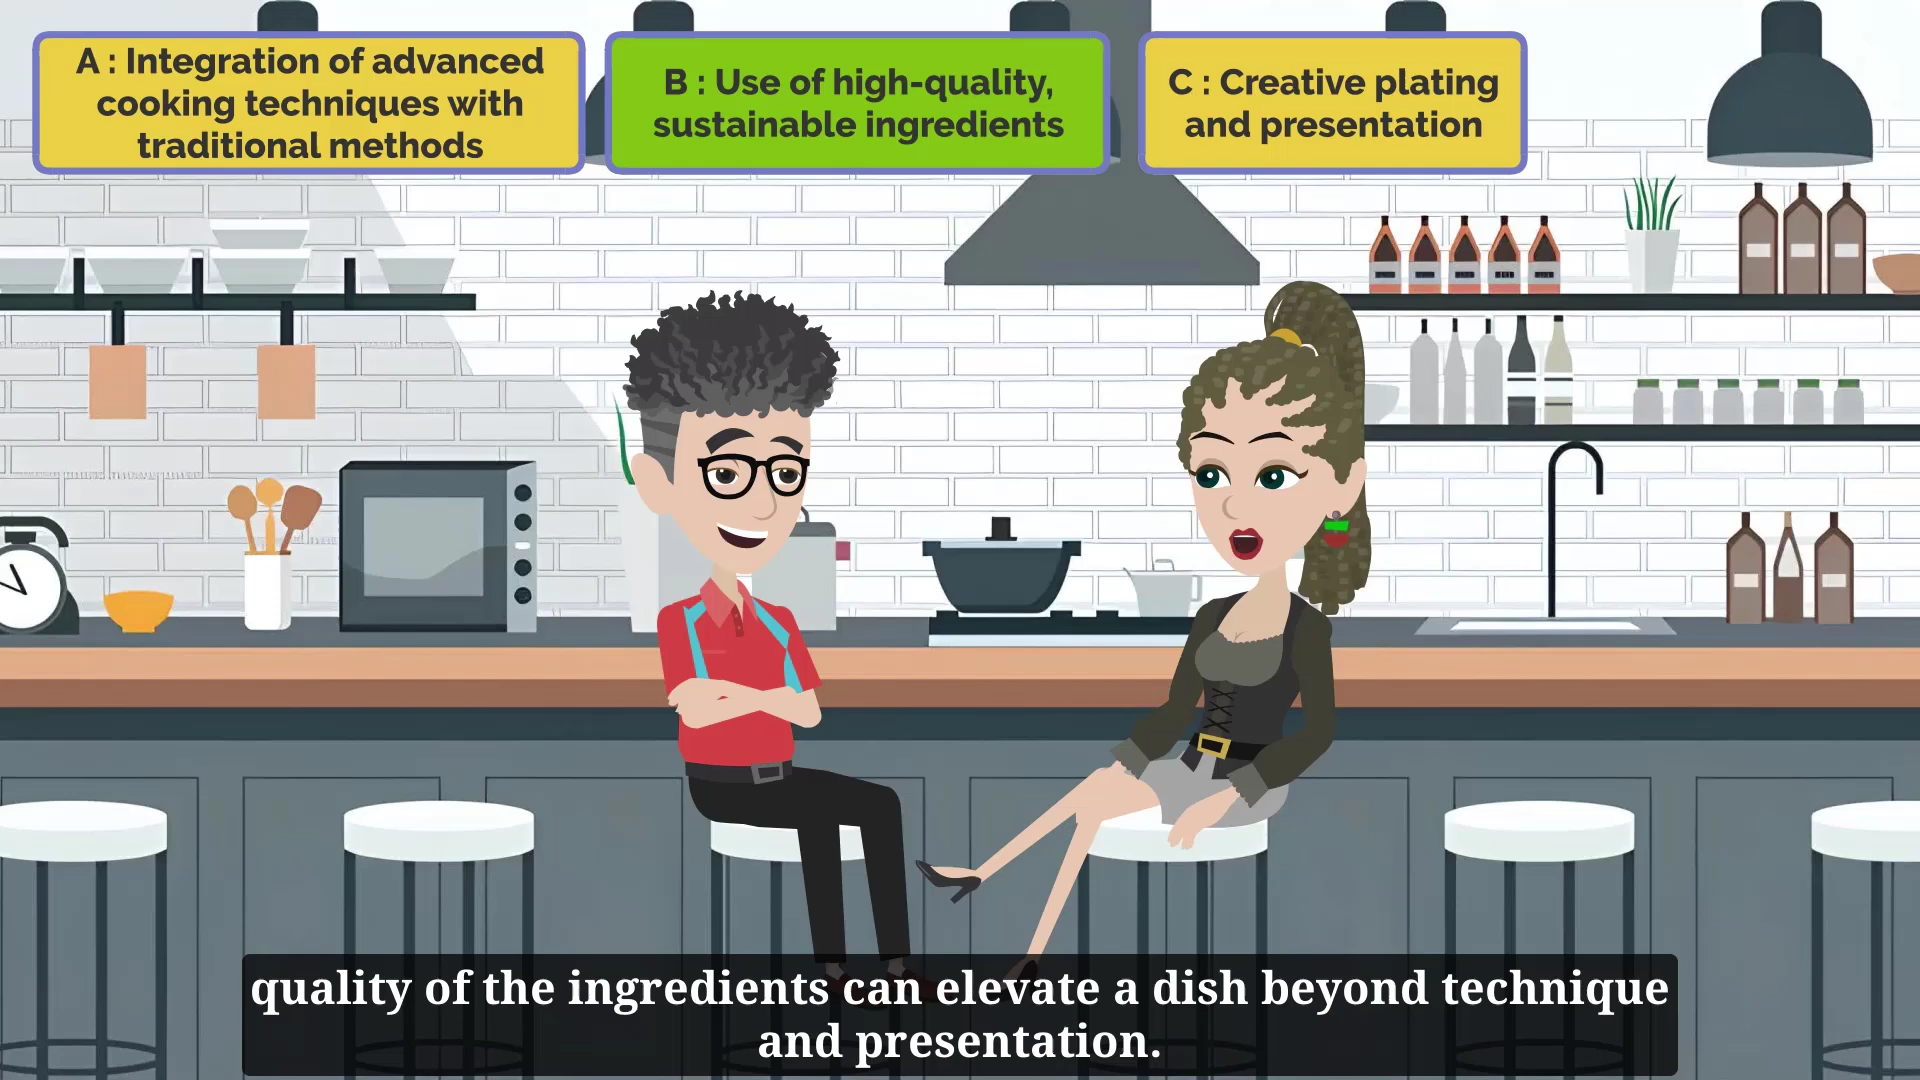 A : Integration of advanced
cooking techniques with
traditional methods
B : Use of high-quality,
sustainable ingredients
C : Creative plating
and presentation
quality of the ingredients can elevate a dish beyond technique
and presentation.